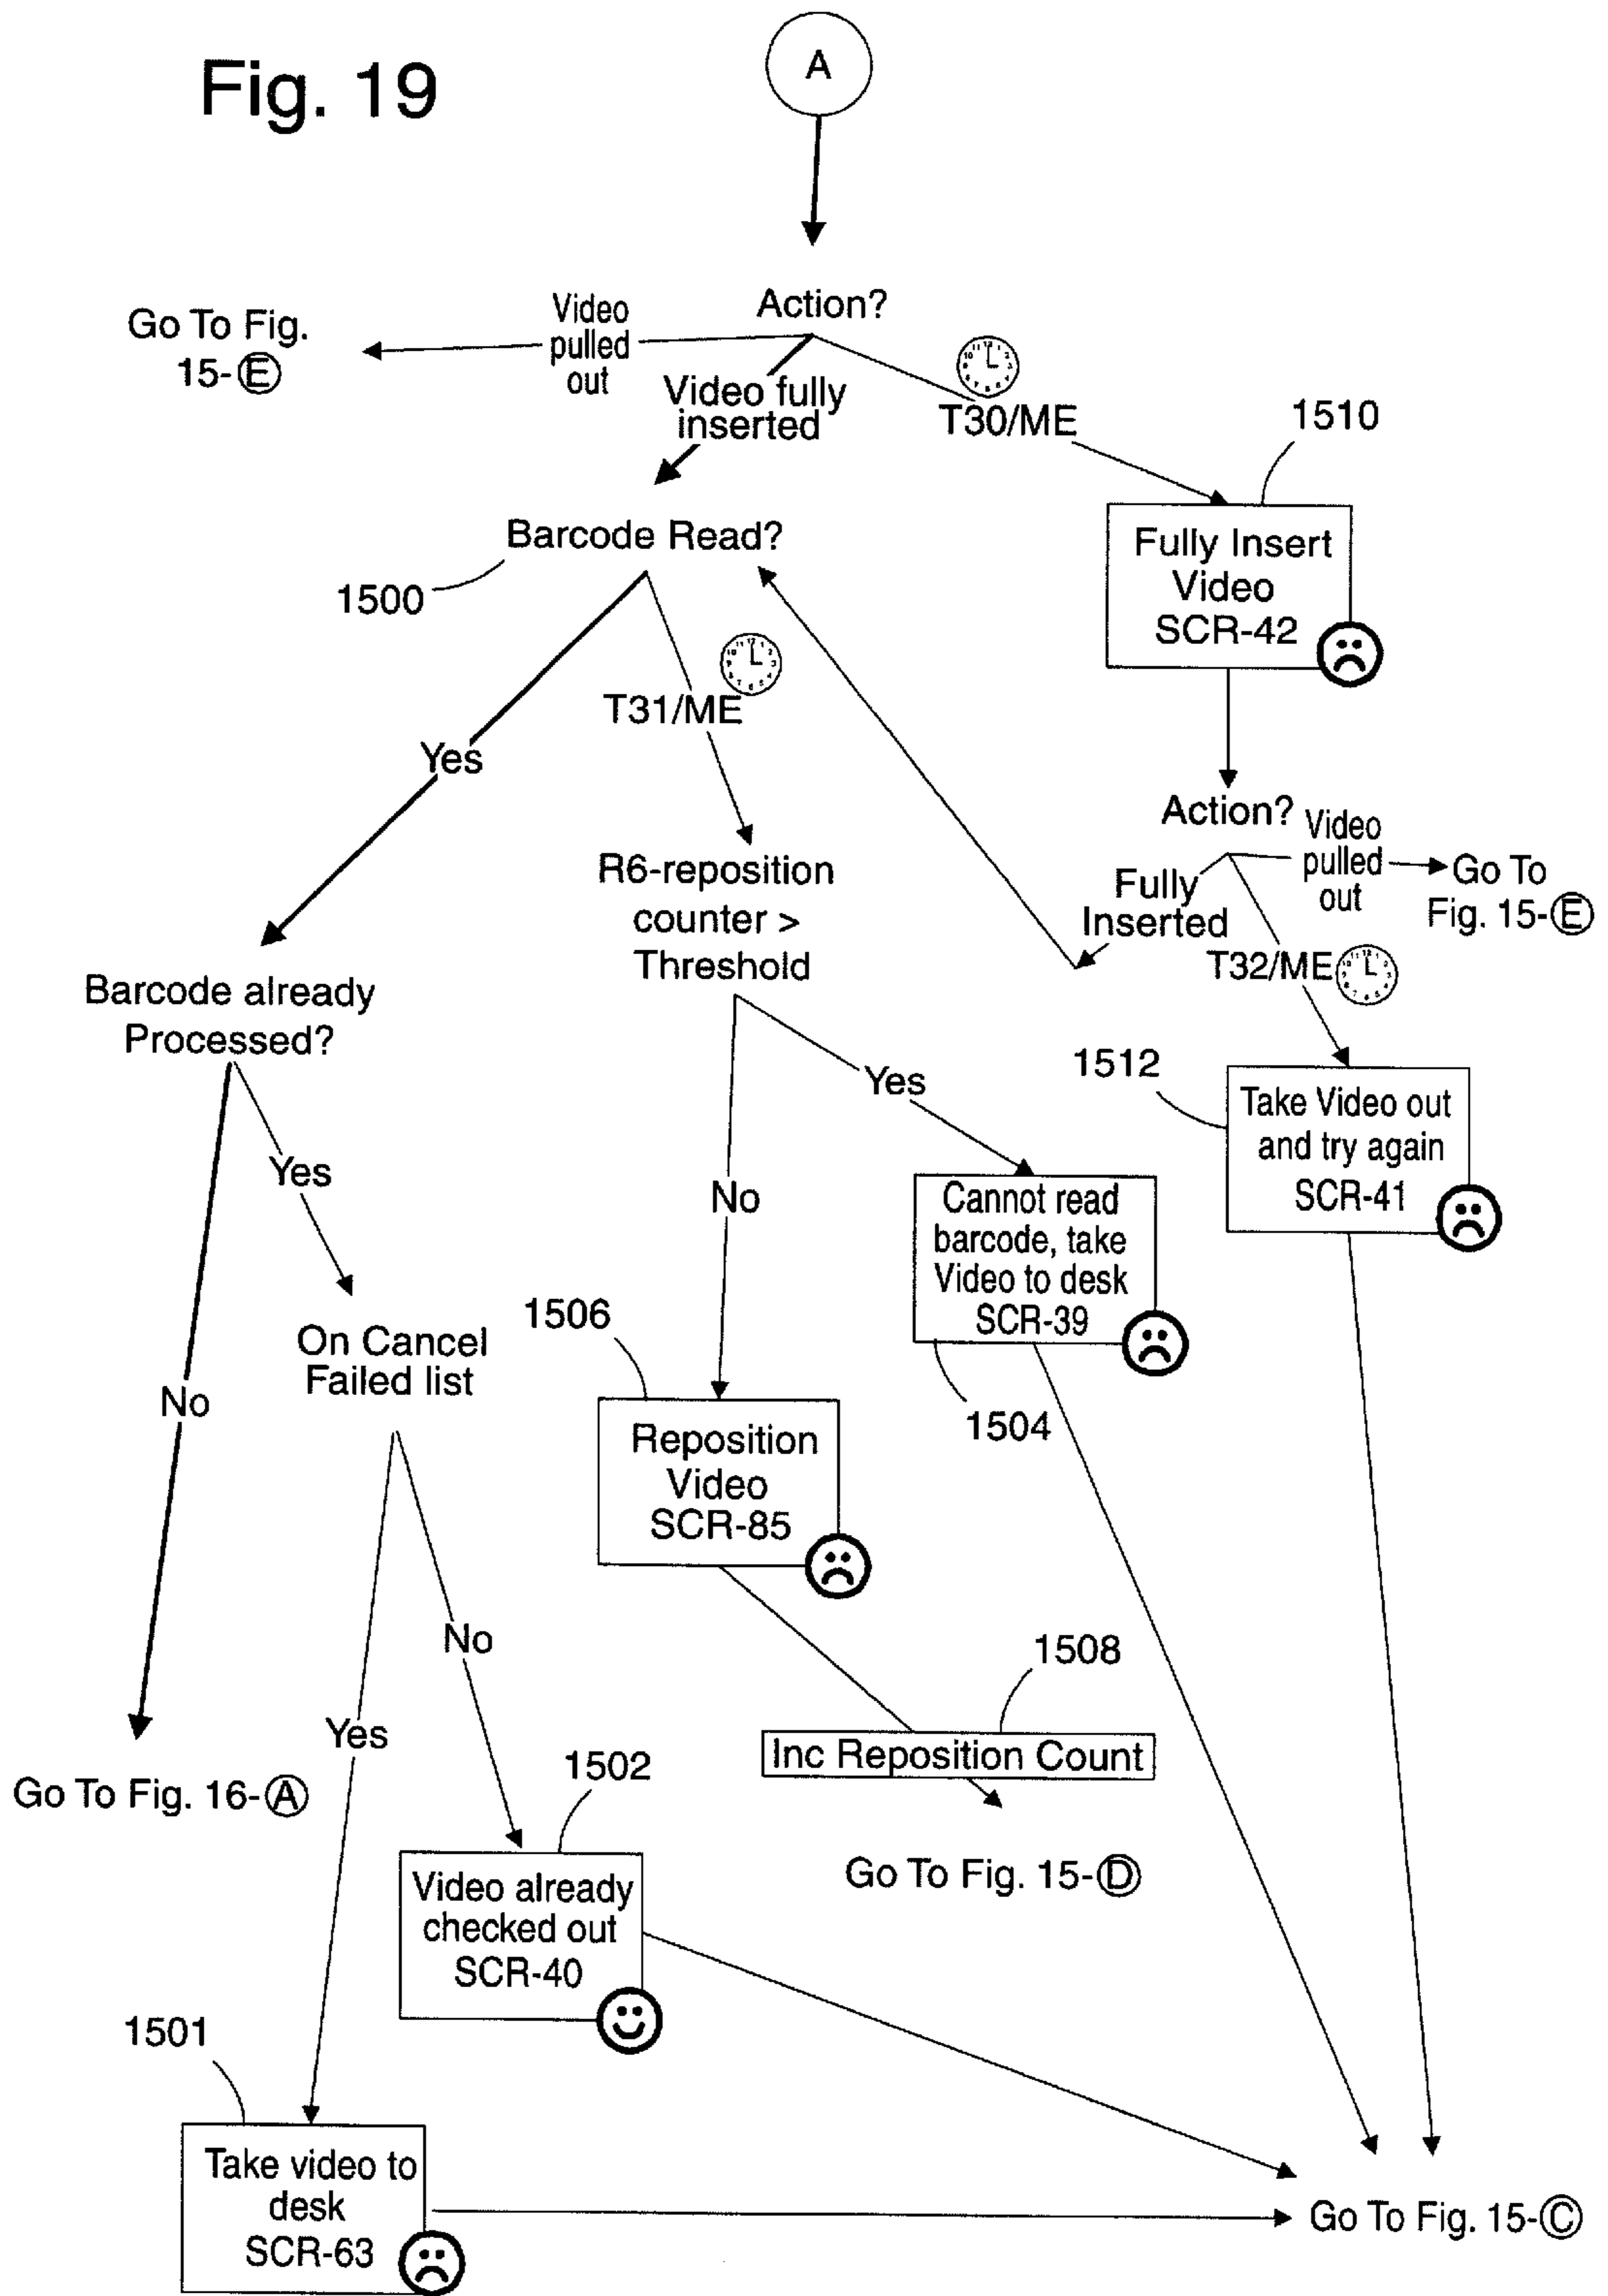 Fig. 19
A
Action?
Go To Fig.
15-Ⓔ
Video
pulled
out
Video fully
inserted
T30/ME
1510
Barcode Read?
1500
Fully Insert
Video
SCR-42
T31/ME
Yes
Action?
Video
pulled
out
Go To
Fig. 15-Ⓔ
Fully
Inserted
T32/ME
R6-reposition
counter >
Threshold
Barcode already
Processed?
1512
Take Video out
and try again
SCR-41
Yes
Yes
No
Cannot read
barcode, take
Video to desk
SCR-39
1504
On Cancel
Failed list
1506
No
Reposition
Video
SCR-85
No
1508
Inc Reposition Count
Yes
Go To Fig. 16-Ⓐ
1502
Go To Fig. 15-Ⓓ
Video already
checked out
SCR-40
1501
Take video to
desk
SCR-63
Go To Fig. 15-Ⓒ